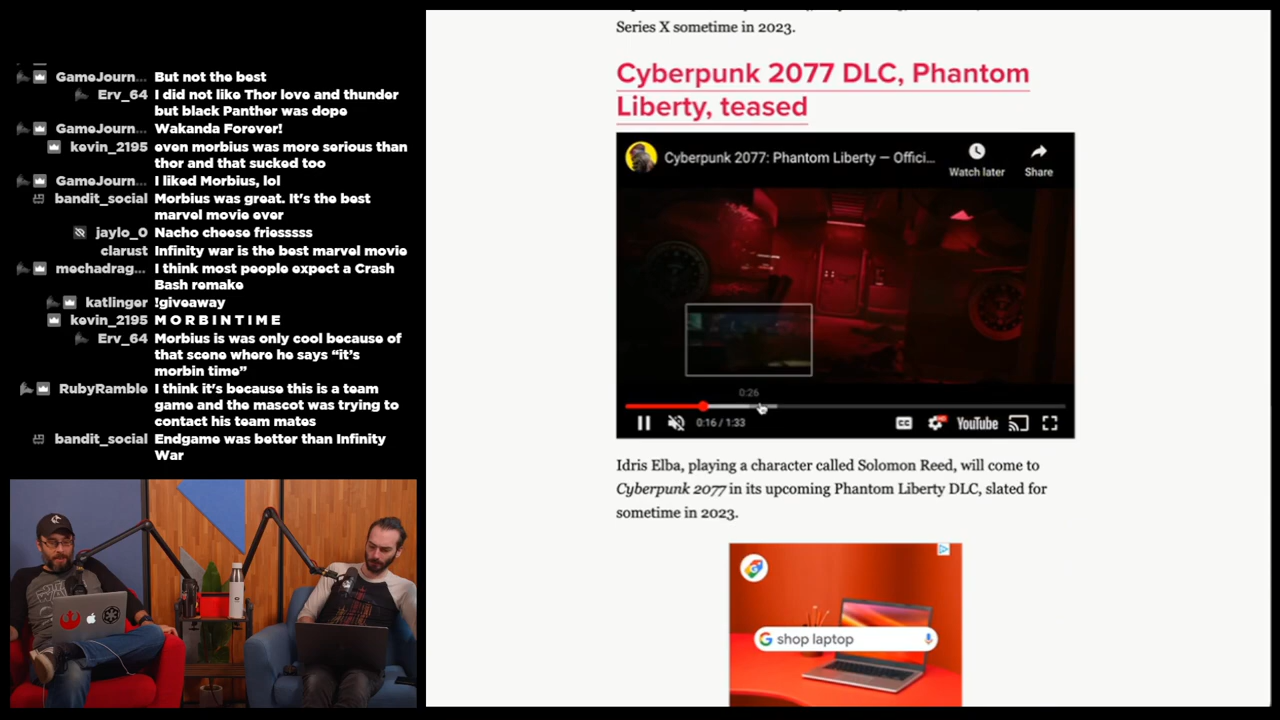 GameJourn... But not the best
Erv_64 I did not like Thor love and thunder
but black Panther was dope
GameJourn... Wakanda Forever!
kevin_2195 even morbius was more serious than
thor and that sucked too
GameJourn... I liked Morbius, lol
bandit_social Morbius was great. It's the best
marvel movie ever
jaylo_0 Nacho cheese friesssss
clarust Infinity war is the best marvel movie
mechadrag... I think most people expect a Crash
Bash remake
katlinger !giveaway
kevin_2195 M O R B I N T I M E
Erv_64 Morbius is was only cool because of
that scene where he says “it’s
morbin time”
RubyRamble I think it's because this is a team
game and the mascot was trying to
contact his team mates
bandit_social Endgame was better than Infinity
War
Series X sometime in 2023.
Cyberpunk 2077 DLC, Phantom
Liberty, teased
Cyberpunk 2077: Phantom Liberty — Offici...
Watch later
Share
0:26
0:16 / 1:33
CC
YouTube
Idris Elba, playing a character called Solomon Reed, will come to
Cyberpunk 2077 in its upcoming Phantom Liberty DLC, slated for
sometime in 2023.
shop laptop